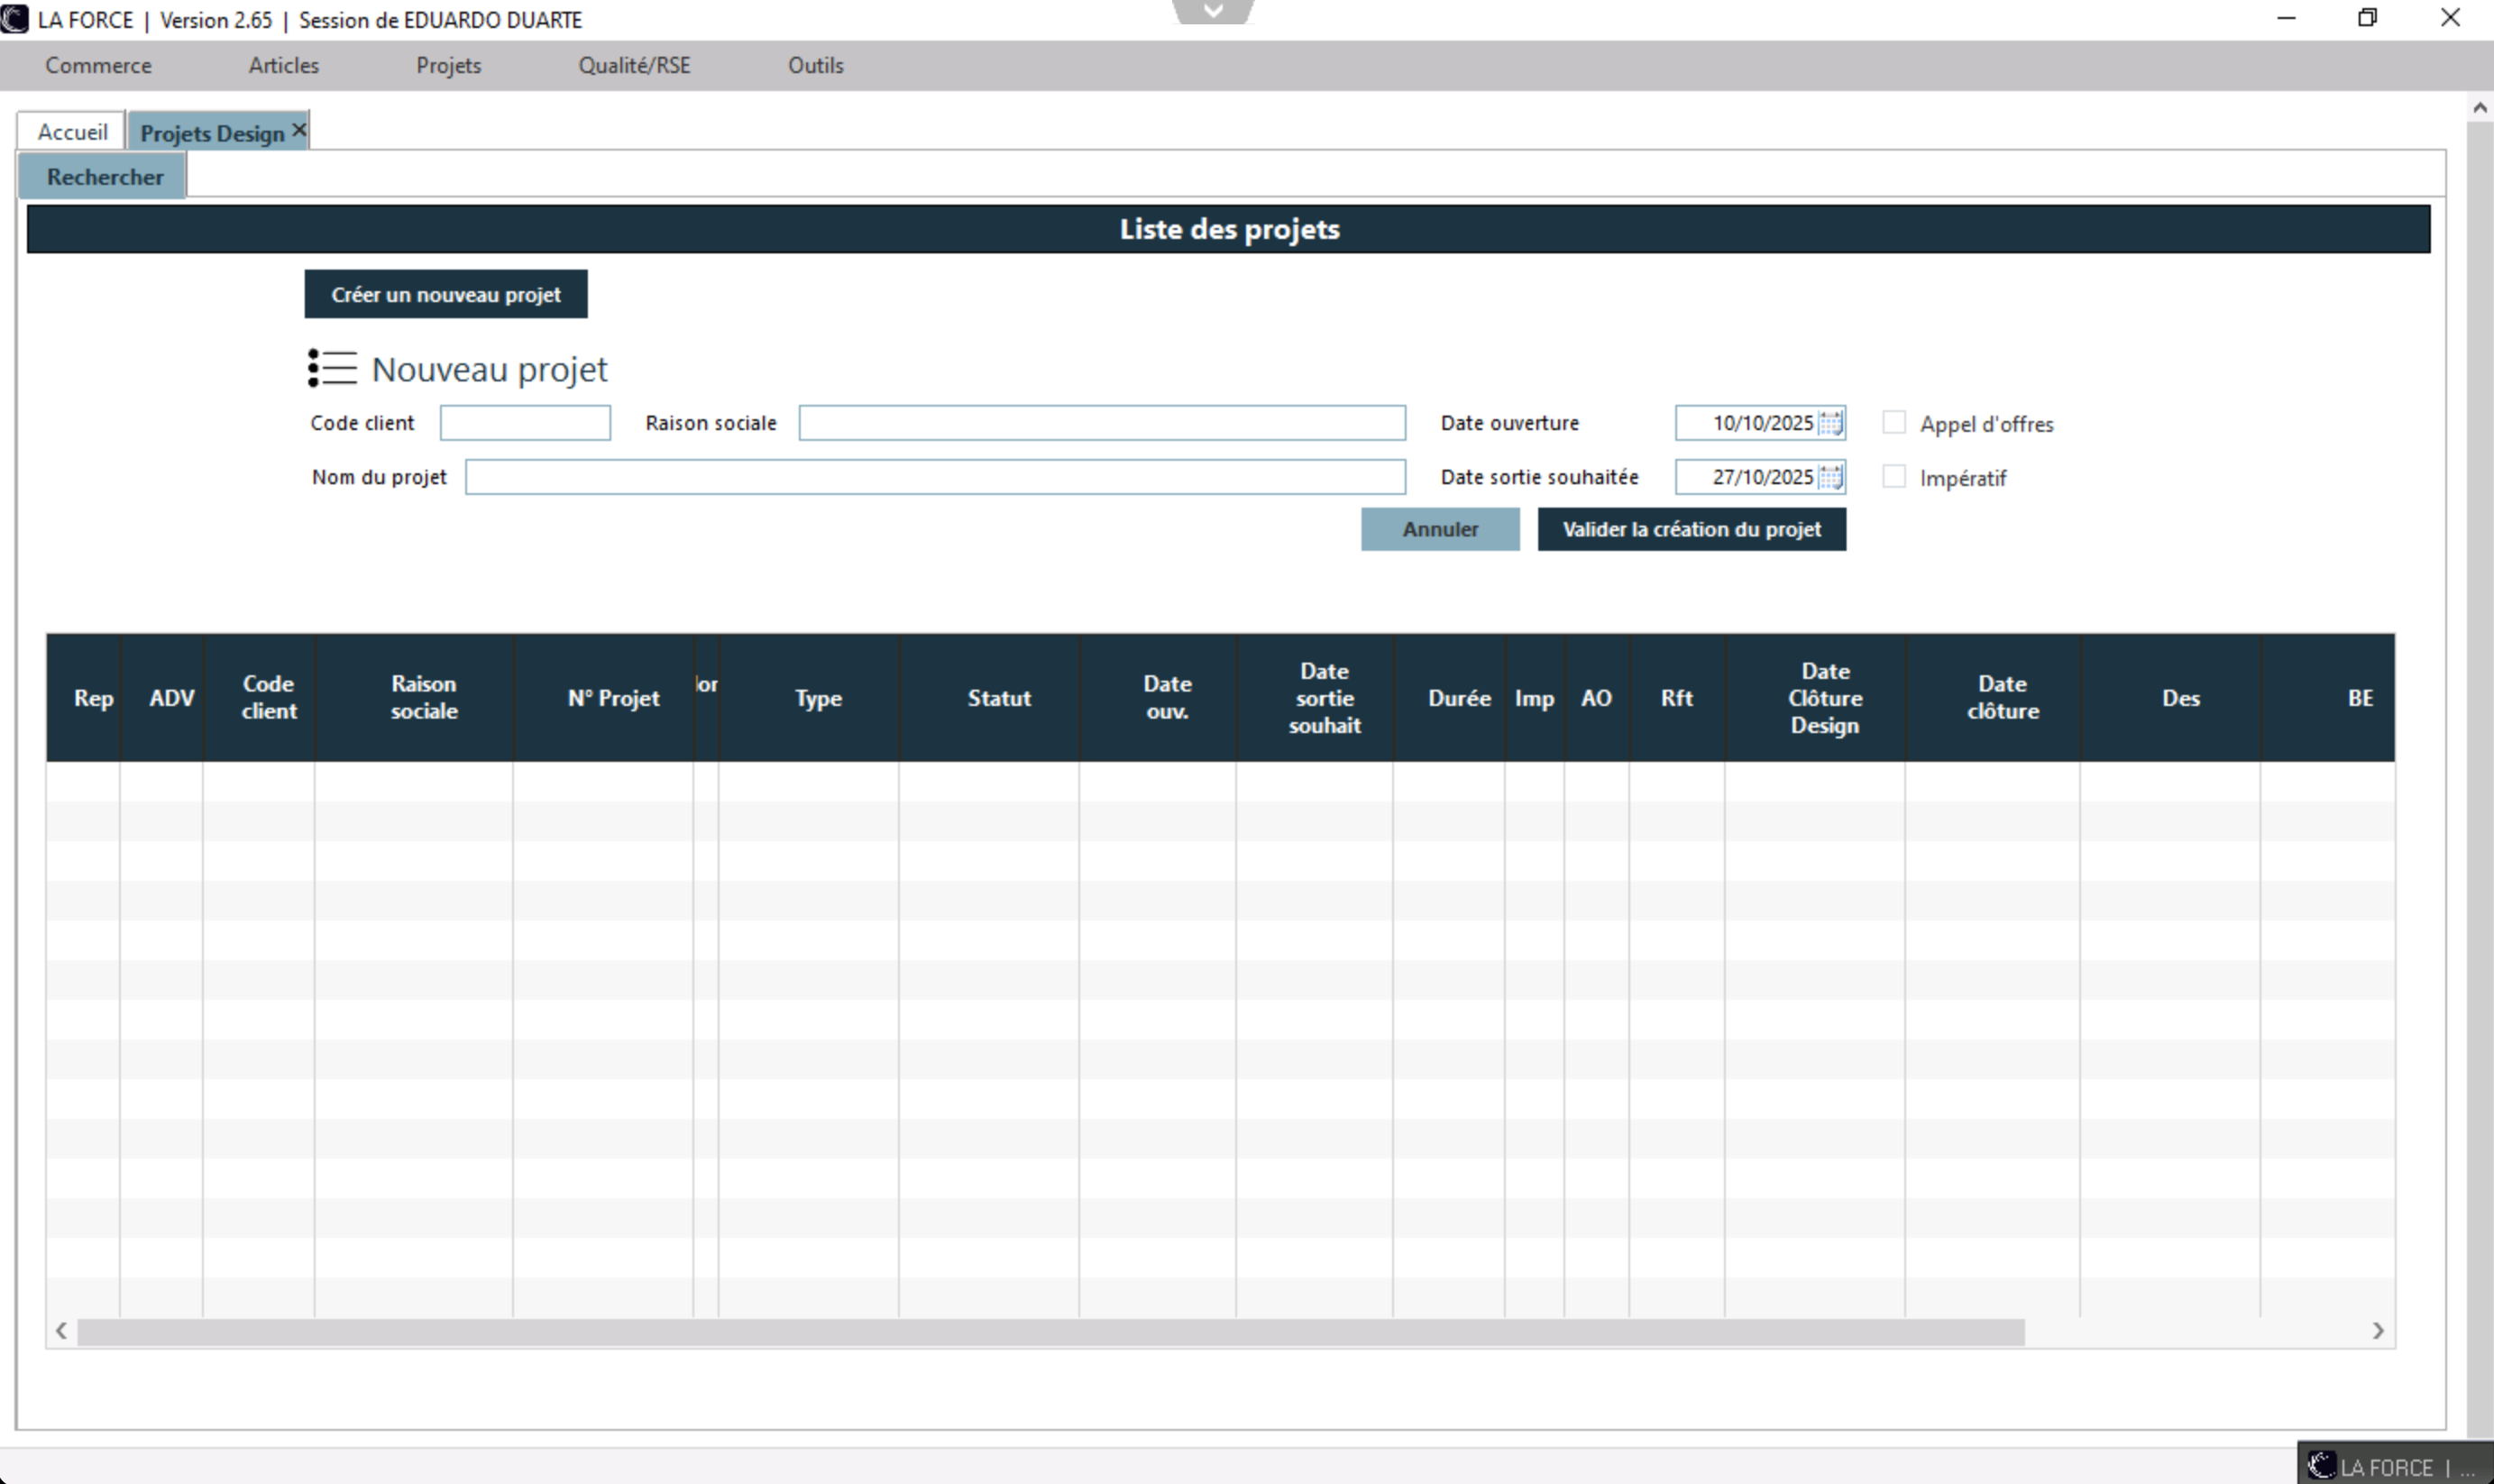 LA FORCE | Version 2.65 | Session de EDUARDO DUARTE
Commerce Articles Projets Qualité/RSE Outils
Accueil Projets Design
Rechercher
Liste des projets
Créer un nouveau projet
Nouveau projet
Code client Raison sociale Date ouverture 10/10/2025 Appel d'offres
Nom du projet Date sortie souhaitée 27/10/2025 Impératif
Annuler Valider la création du projet
Rep ADV Code client Raison sociale N° Projet Type Statut Date ouv. Date sortie souhait Durée Imp AO Rft Date Clôture Design Date clôture Des BE
LA FORCE | ...